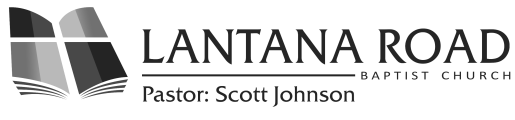 LANTANA ROAD
BAPTIST CHURCH
Pastor: Scott Johnson